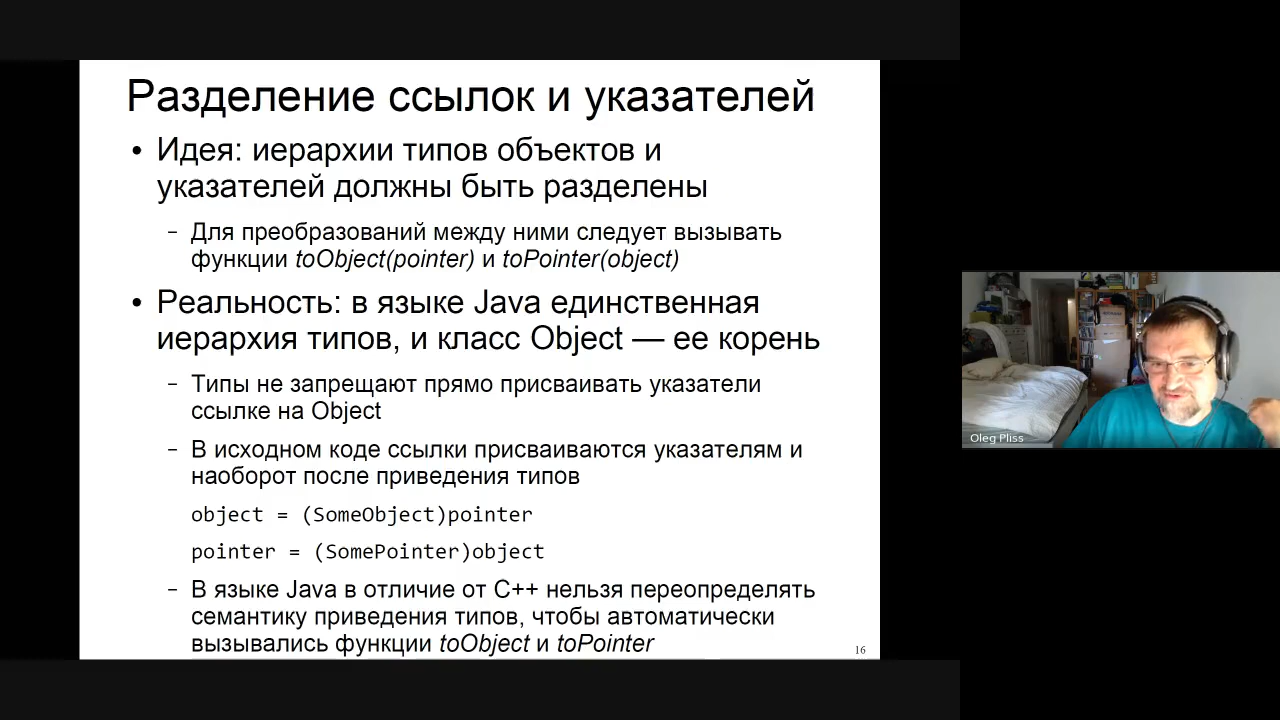 Разделение ссылок и указателей
• Идея: иерархии типов объектов и
указателей должны быть разделены
– Для преобразований между ними следует вызывать
функции toObject(pointer) и toPointer(object)
• Реальность: в языке Java единственная
иерархия типов, и класс Object — ее корень
– Типы не запрещают прямо присваивать указатели
ссылке на Object
– В исходном коде ссылки присваиваются указателям и
наоборот после приведения типов
object = (SomeObject)pointer
pointer = (SomePointer)object
– В языке Java в отличие от C++ нельзя переопределять
семантику приведения типов, чтобы автоматически
вызывались функции toObject и toPointer
16
Oleg Pliss